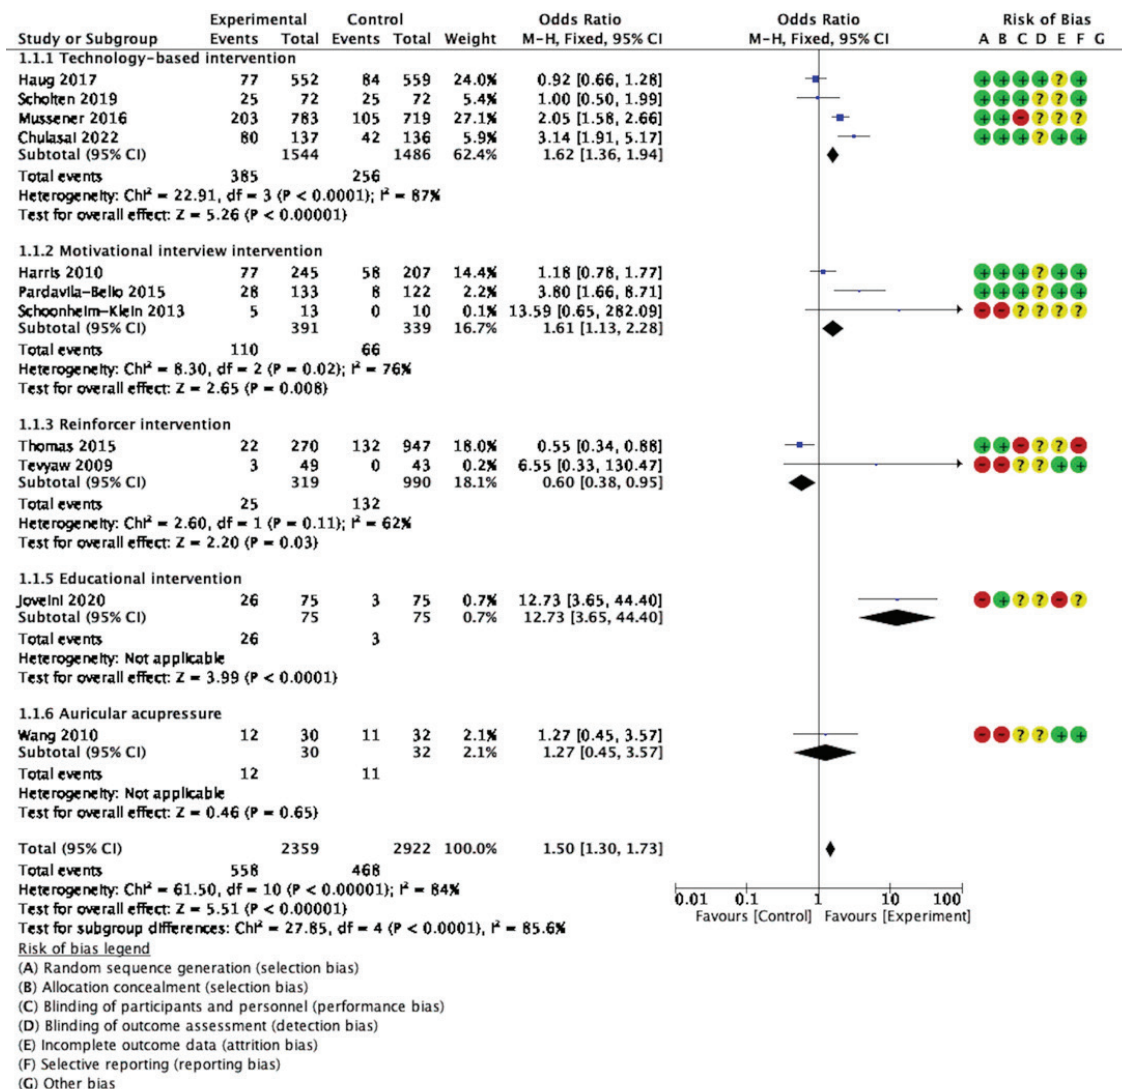 Experimental Control Odds Ratio Odds Ratio Risk of Bias
Study or Subgroup Events Total Events Total Weight M-H, Fixed, 95% CI M-H, Fixed, 95% CI A B C D E F G
1.1.1 Technology-based intervention
Haug 2017 77 552 84 559 24.0% 0.92 [0.66, 1.28] + + + + ? +
Scholten 2019 25 72 25 72 5.4% 1.00 [0.50, 1.99] + + + ? ? +
Mussener 2016 203 783 105 719 27.1% 2.05 [1.58, 2.66] + + - ? ? ?
Chulasai 2022 80 137 42 136 5.9% 3.14 [1.91, 5.17] + + + ? + +
Subtotal (95% CI) 1544 1486 62.4% 1.62 [1.36, 1.94]
Total events 385 256
Heterogeneity: Chi² = 22.91, df = 3 (P < 0.0001); I² = 87%
Test for overall effect: Z = 5.26 (P < 0.00001)
1.1.2 Motivational interview intervention
Harris 2010 77 245 58 207 14.4% 1.18 [0.78, 1.77] + + + ? + +
Pardavila-Bello 2015 28 133 8 122 2.2% 3.80 [1.66, 8.71] + + + ? + +
Schoonheim-Klein 2013 5 13 0 10 0.1% 13.59 [0.65, 282.09] - - ? ? ? ?
Subtotal (95% CI) 391 339 16.7% 1.61 [1.13, 2.28]
Total events 110 66
Heterogeneity: Chi² = 8.30, df = 2 (P = 0.02); I² = 76%
Test for overall effect: Z = 2.65 (P = 0.008)
1.1.3 Reinforcer intervention
Thomas 2015 22 270 132 947 18.0% 0.55 [0.34, 0.88] + + - ? ? -
Tevyaw 2009 3 49 0 43 0.2% 6.55 [0.33, 130.47] - - ? ? + +
Subtotal (95% CI) 319 990 18.1% 0.60 [0.38, 0.95]
Total events 25 132
Heterogeneity: Chi² = 2.60, df = 1 (P = 0.11); I² = 62%
Test for overall effect: Z = 2.20 (P = 0.03)
1.1.5 Educational intervention
Joveini 2020 26 75 3 75 0.7% 12.73 [3.65, 44.40] - + ? ? - ?
Subtotal (95% CI) 75 75 0.7% 12.73 [3.65, 44.40]
Total events 26 3
Heterogeneity: Not applicable
Test for overall effect: Z = 3.99 (P < 0.0001)
1.1.6 Auricular acupressure
Wang 2010 12 30 11 32 2.1% 1.27 [0.45, 3.57] - - ? ? + +
Subtotal (95% CI) 30 32 2.1% 1.27 [0.45, 3.57]
Total events 12 11
Heterogeneity: Not applicable
Test for overall effect: Z = 0.46 (P = 0.65)
Total (95% CI) 2359 2922 100.0% 1.50 [1.30, 1.73]
Total events 558 468
Heterogeneity: Chi² = 61.50, df = 10 (P < 0.00001); I² = 84%
Test for overall effect: Z = 5.51 (P < 0.00001)
Test for subgroup differences: Chi² = 27.85, df = 4 (P < 0.0001), I² = 85.6%
0.01 0.1 1 10 100
Favours [Control] Favours [Experiment]
Risk of bias legend
(A) Random sequence generation (selection bias)
(B) Allocation concealment (selection bias)
(C) Blinding of participants and personnel (performance bias)
(D) Blinding of outcome assessment (detection bias)
(E) Incomplete outcome data (attrition bias)
(F) Selective reporting (reporting bias)
(G) Other bias